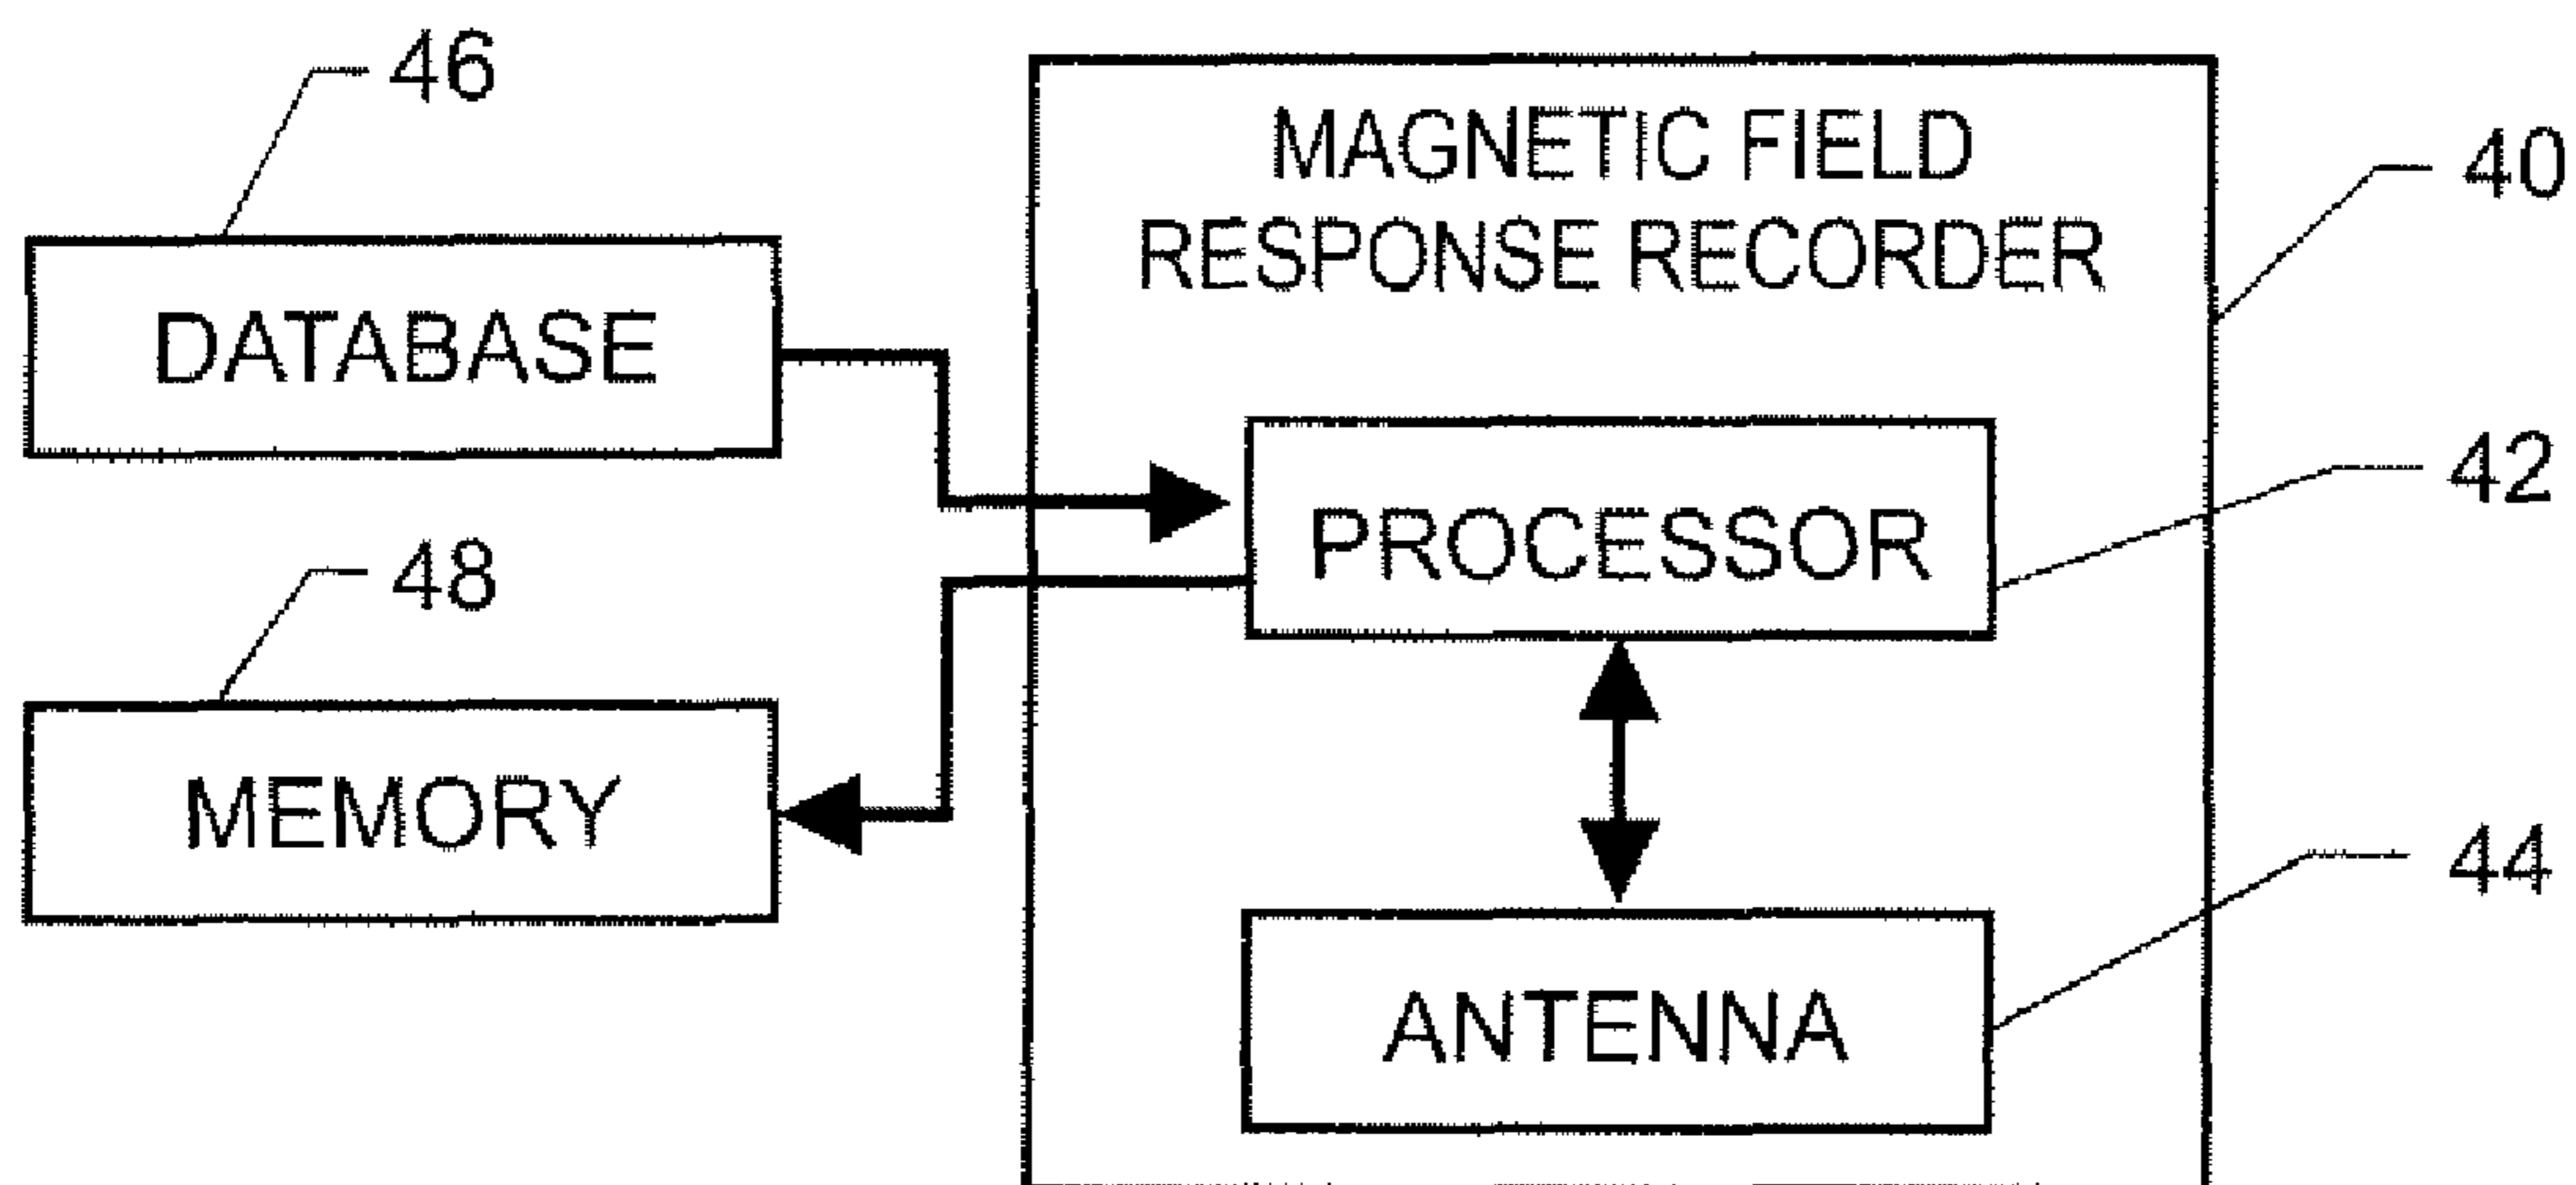 46
DATABASE
48
MEMORY
MAGNETIC FIELD
RESPONSE RECORDER
40
PROCESSOR
42
ANTENNA
44